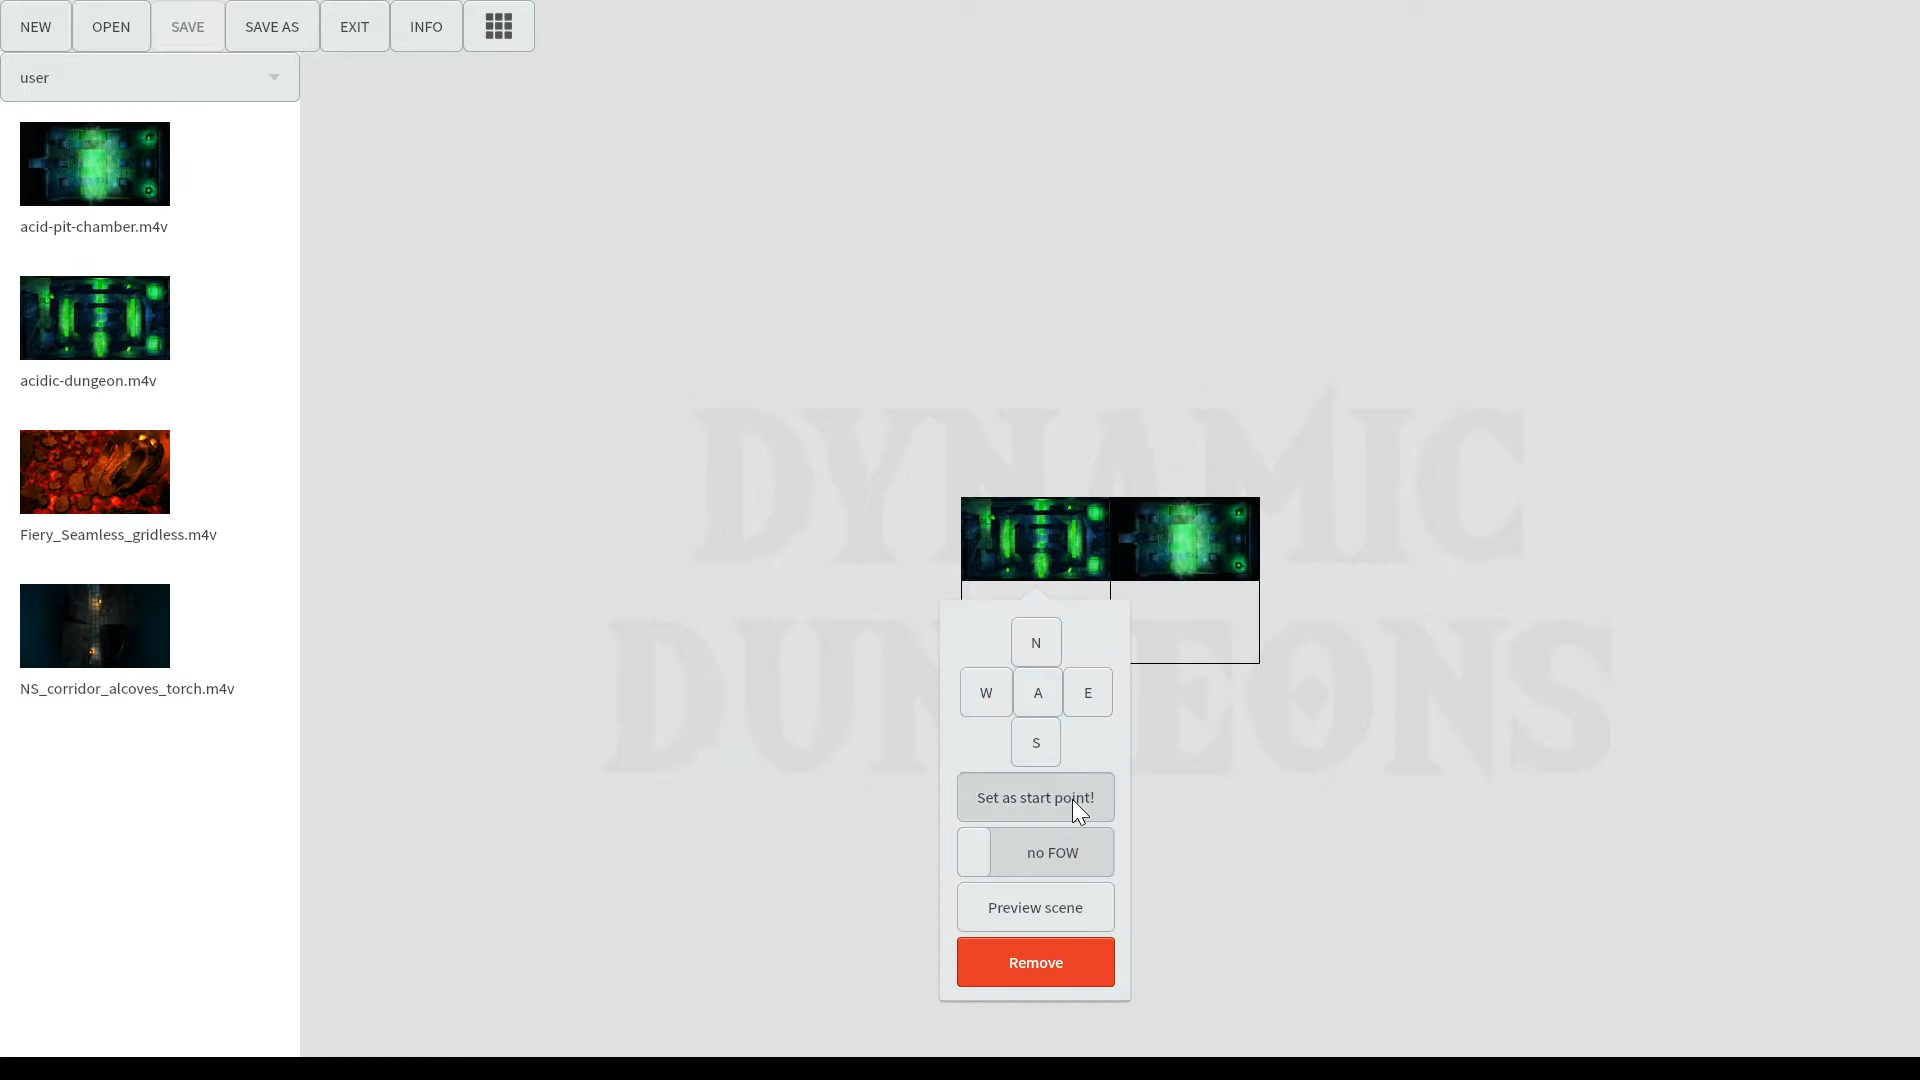 NEW OPEN SAVE SAVE AS EXIT INFO
user
acid-pit-chamber.m4v
acidic-dungeon.m4v
Fiery_Seamless_gridless.m4v
NS_corridor_alcoves_torch.m4v
DYNAMIC
DUNGEONS
N
W A E
S
Set as start point!
no FOW
Preview scene
Remove